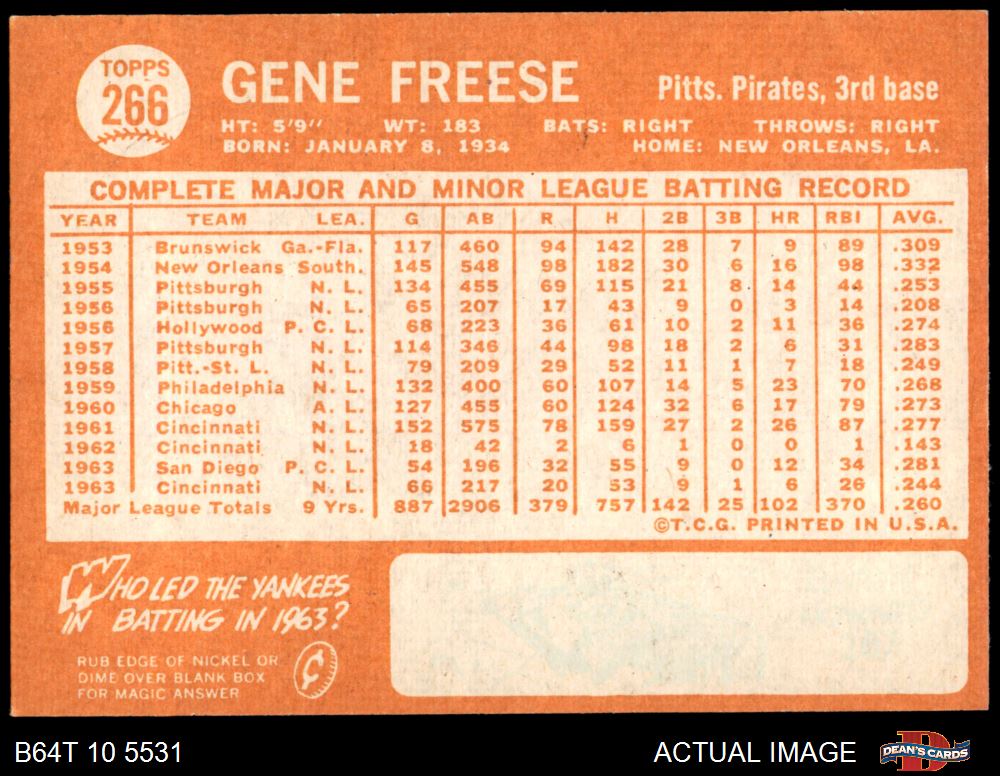 TOPPS
266
GENE FREESE
Pitts. Pirates, 3rd base
HT: 5'9" WT: 183 BATS: RIGHT THROWS: RIGHT
BORN: JANUARY 8, 1934 HOME: NEW ORLEANS, LA.
COMPLETE MAJOR AND MINOR LEAGUE BATTING RECORD
YEAR TEAM LEA. G AB R H 2B 3B HR RBI AVG.
1953 Brunswick Ga.-Fla. 117 460 94 142 28 7 9 89 .309
1954 New Orleans South. 145 548 98 182 30 6 16 98 .332
1955 Pittsburgh N. L. 134 455 69 115 21 8 14 44 .253
1956 Pittsburgh N. L. 65 207 17 43 9 0 3 14 .208
1956 Hollywood P. C. L. 68 223 36 61 10 2 11 36 .274
1957 Pittsburgh N. L. 114 346 44 98 18 2 6 31 .283
1958 Pitt.-St. L. N. L. 79 209 29 52 11 1 7 18 .249
1959 Philadelphia N. L. 132 400 60 107 14 5 23 70 .268
1960 Chicago A. L. 127 455 60 124 32 6 17 79 .273
1961 Cincinnati N. L. 152 575 78 159 27 2 26 87 .277
1962 Cincinnati N. L. 18 42 2 6 1 0 0 1 .143
1963 San Diego P. C. L. 54 196 32 55 9 0 12 34 .281
1963 Cincinnati N. L. 66 217 20 53 9 1 6 26 .244
Major League Totals 9 Yrs. 887 2906 379 757 142 25 102 370 .260
©T.C.G. PRINTED IN U.S.A.
WHO LED THE YANKEES
IN BATTING IN 1963?
RUB EDGE OF NICKEL OR
DIME OVER BLANK BOX
FOR MAGIC ANSWER
B64T 10 5531
ACTUAL IMAGE
DEAN'S CARDS